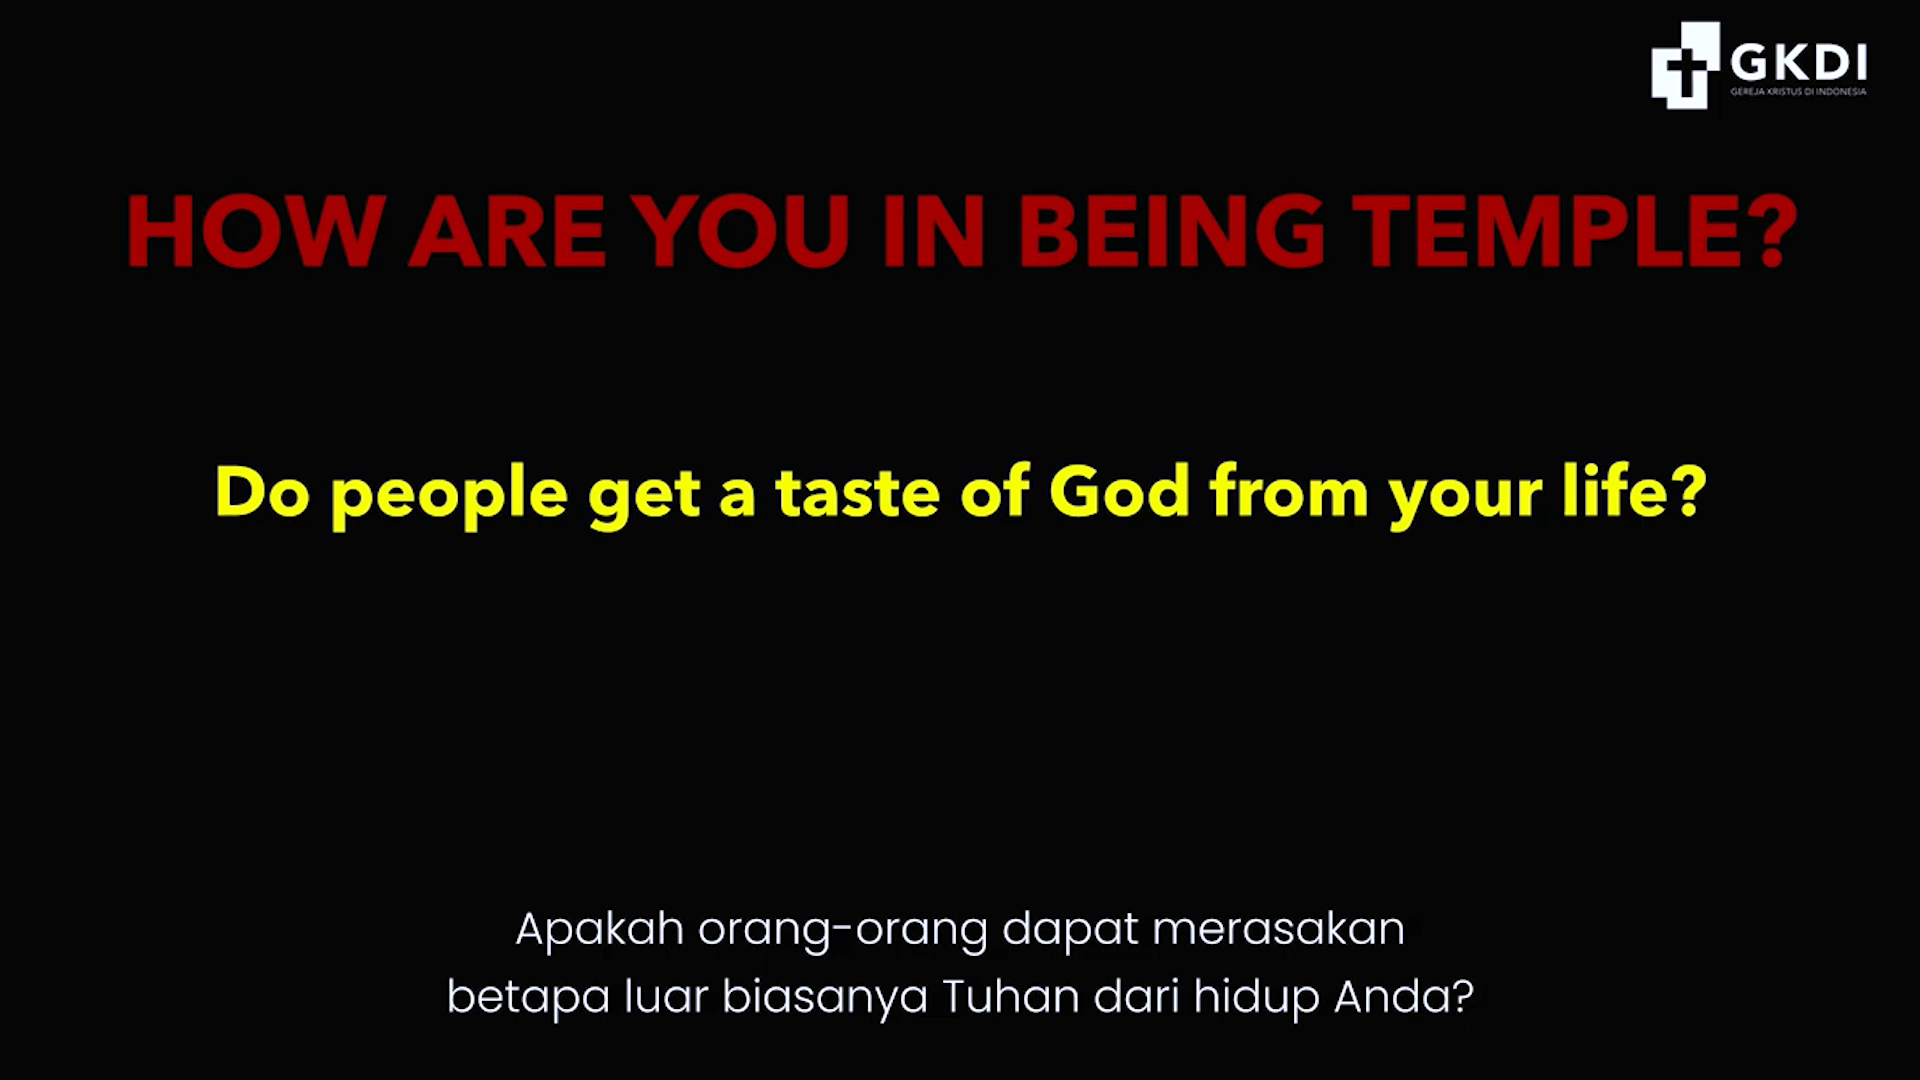 GKDI
GEREJA KRISTUS DI INDONESIA
HOW ARE YOU IN BEING TEMPLE?
Do people get a taste of God from your life?
Apakah orang-orang dapat merasakan
betapa luar biasanya Tuhan dari hidup Anda?